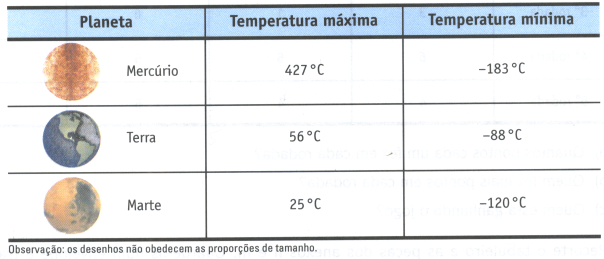 Planeta Temperatura máxima Temperatura mínima
Mercúrio 427 °C –183 °C
Terra 56 °C –88 °C
Marte 25 °C –120 °C
Observação: os desenhos não obedecem as proporções de tamanho.